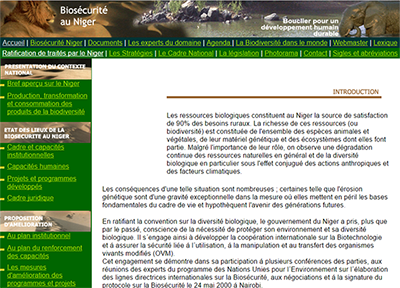 Biosécurité
au Niger
Bouclier pour un
développement humain
durable
Accueil | Biosécurité Niger | Documents | Les experts du domaine | Agenda | La Biodiversité dans le monde | Webmaster | Lexique
Ratification de traités par le Niger | Les Stratégies | Le Cadre National | La législation | Photorama | Contact | Sigles et abréviations
PRESENTATION DU CONTEXTE
NATIONAL
Bref aperçu sur le Niger
Production, transformation
et consommation des
produits de la biodiversité
ETAT DES LIEUX DE LA
BIOSECURITE AU NIGER
Cadre et capacités
institutionnelles
Capacités humaines
Projets et programmes
développés
Cadre juridique
PROPOSITION
D'AMELIORATION
Au plan institutionnel
Au plan du renforcement
des capacités
Les mesures
d'amélioration des
programmes et projets
INTRODUCTION
Les ressources biologiques constituent au Niger la source de satisfaction
de 90% des besoins ruraux. La richesse de ces ressources (ou
biodiversité) est constituée de l'ensemble des espèces animales et
végétales, de leur matériel génétique et des écosystèmes dont elles font
partie. Malgré l'importance de leur rôle, on observe une dégradation
continue des ressources naturelles en général et de la diversité
biologique en particulier sous l'effet conjugué des actions anthropiques et
des facteurs climatiques.
Les conséquences d'une telle situation sont nombreuses ; certaines telle que l'érosion
génétique sont d'une gravité exceptionnelle dans la mesure où elles mettent en péril les bases
fondamentales du cadre de vie et hypothèquent l'avenir des générations futures.
En ratifiant la convention sur la diversité biologique, le gouvernement du Niger a pris, plus que
par le passé, conscience de la nécessité de protéger son environnement et sa diversité
biologique. Il s'engage ainsi à développer la coopération internationale sur la Biotechnologie
et à assurer la sécurité liée à l'utilisation, à la manipulation et au transfert des organismes
vivants modifiés (OVM).
Cet engagement se démontre dans sa participation à plusieurs conférences des parties, aux
réunions des experts du programme des Nations Unies pour l'Environnement sur l'élaboration
des lignes directrices internationales sur la Biosécurité, aux négociations et à la signature du
protocole sur la Biosécurité le 24 mai 2000 à Nairobi.